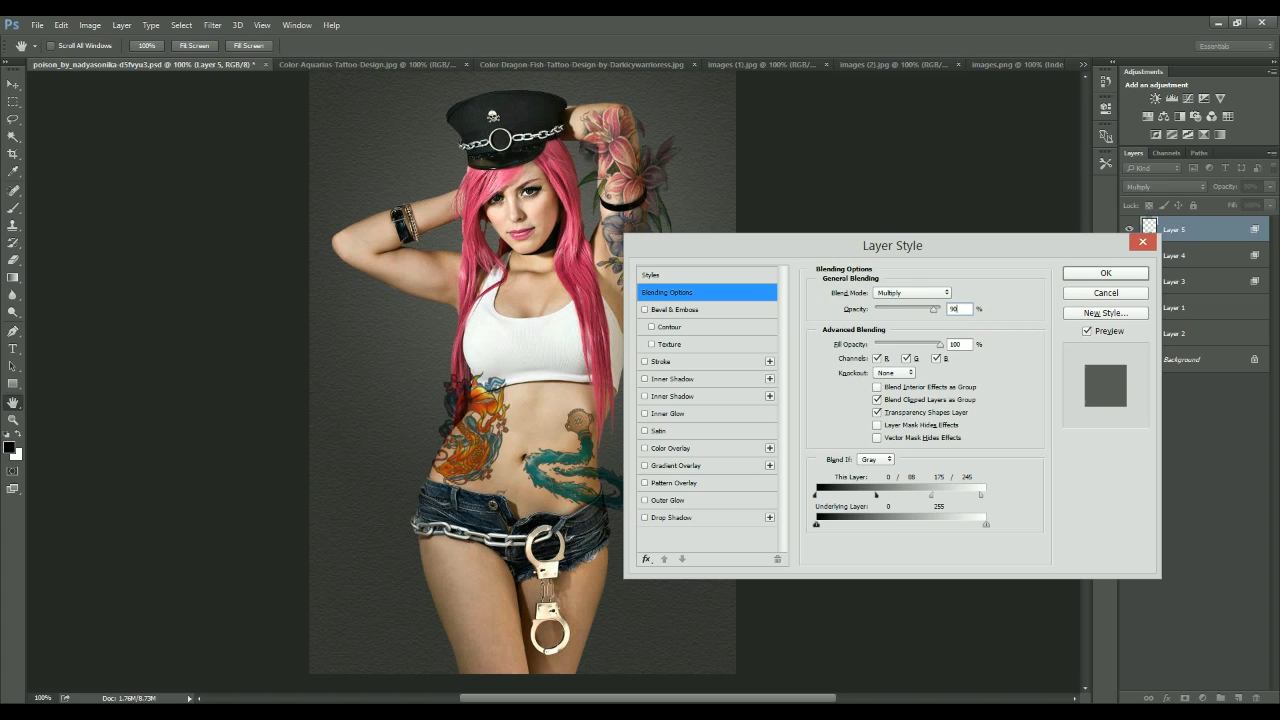 Ps File Edit Image Layer Type Select Filter 3D View Window Help
Scroll All Windows 100% Fit Screen Fill Screen Essentials
poison_by_nadyasonika-d5fvyu3.psd @ 100% (Layer 5, RGB/8) * × Color-Aquarius-Tattoo-Design.jpg @ 100% (RGB/... × Color-Dragon-Fish-Tattoo-Design-by-Darkicywarrioress.jpg × images (1).jpg @ 100% (RGB/... × images (2).jpg @ 100% (RGB/... × images.png @ 100% (Inde
Adjustments
Add an adjustment
Layers Channels Paths
Kind
Multiply Opacity: 90%
Lock: Fill: 100%
Layer 5
Layer 4
Layer 3
Layer 1
Layer 2
Background
Layer Style
Styles
Blending Options
Bevel & Emboss
Contour
Texture
Stroke
Inner Shadow
Inner Shadow
Inner Glow
Satin
Color Overlay
Gradient Overlay
Pattern Overlay
Outer Glow
Drop Shadow
fx
Blending Options
General Blending
Blend Mode: Multiply
Opacity: 90 %
Advanced Blending
Fill Opacity: 100 %
Channels: R G B
Knockout: None
Blend Interior Effects as Group
Blend Clipped Layers as Group
Transparency Shapes Layer
Layer Mask Hides Effects
Vector Mask Hides Effects
Blend If: Gray
This Layer: 0 / 88 175 / 245
Underlying Layer: 0 255
OK
Cancel
New Style...
Preview
100% Doc: 1.76M/8.73M